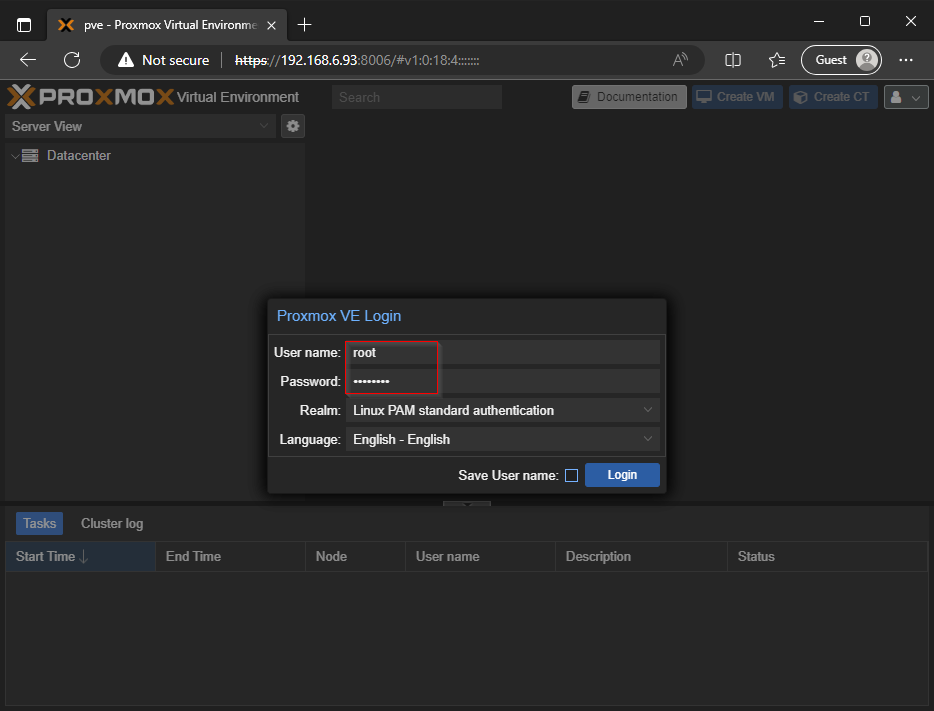 pve - Proxmox Virtual Environme
Not secure https://192.168.6.93:8006/#v1:0:18:4::::::: Guest
PROXMOX Virtual Environment Search Documentation Create VM Create CT
Server View
Datacenter
Proxmox VE Login
User name: root
Password: ••••••••
Realm: Linux PAM standard authentication
Language: English - English
Save User name: Login
Tasks Cluster log
Start Time End Time Node User name Description Status